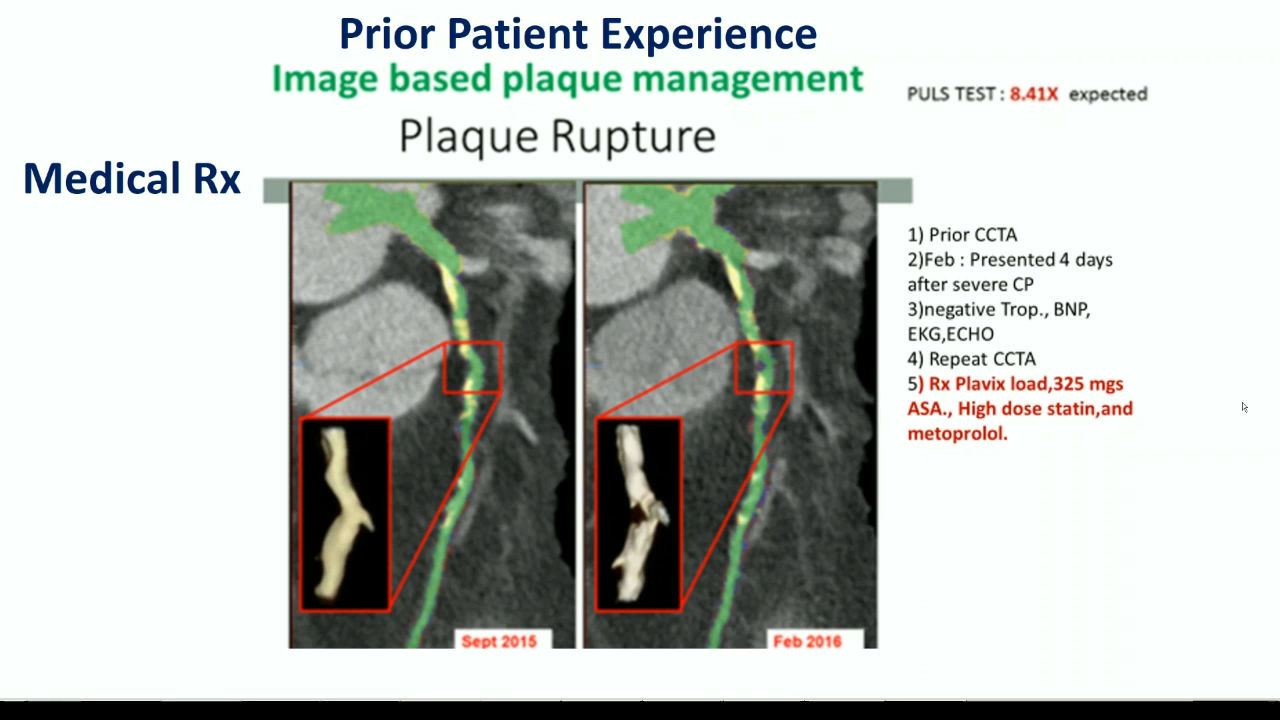 Prior Patient Experience
Image based plaque management
PULS TEST : 8.41X expected
Plaque Rupture
Medical Rx
1) Prior CCTA
2)Feb : Presented 4 days
after severe CP
3)negative Trop., BNP,
EKG,ECHO
4) Repeat CCTA
5) Rx Plavix load,325 mgs
ASA., High dose statin,and
metoprolol.
Sept 2015
Feb 2016